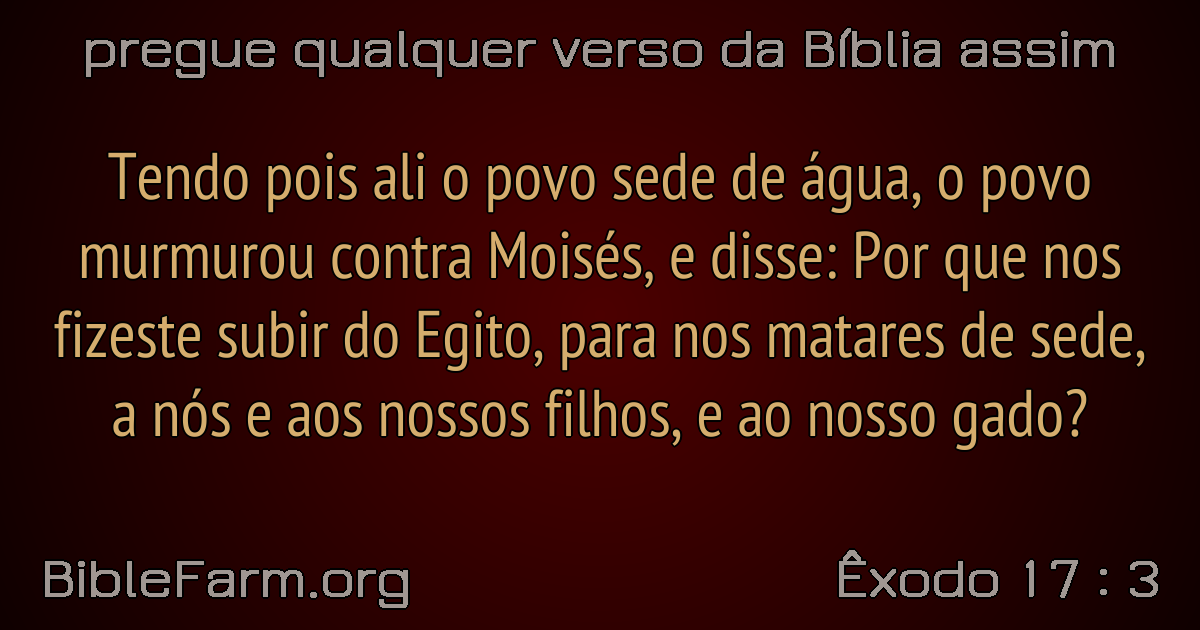 pregue qualquer verso da Bíblia assim
Tendo pois ali o povo sede de água, o povo
murmurou contra Moisés, e disse: Por que nos
fizeste subir do Egito, para nos matares de sede,
a nós e aos nossos filhos, e ao nosso gado?
BibleFarm.org
Êxodo 17 : 3